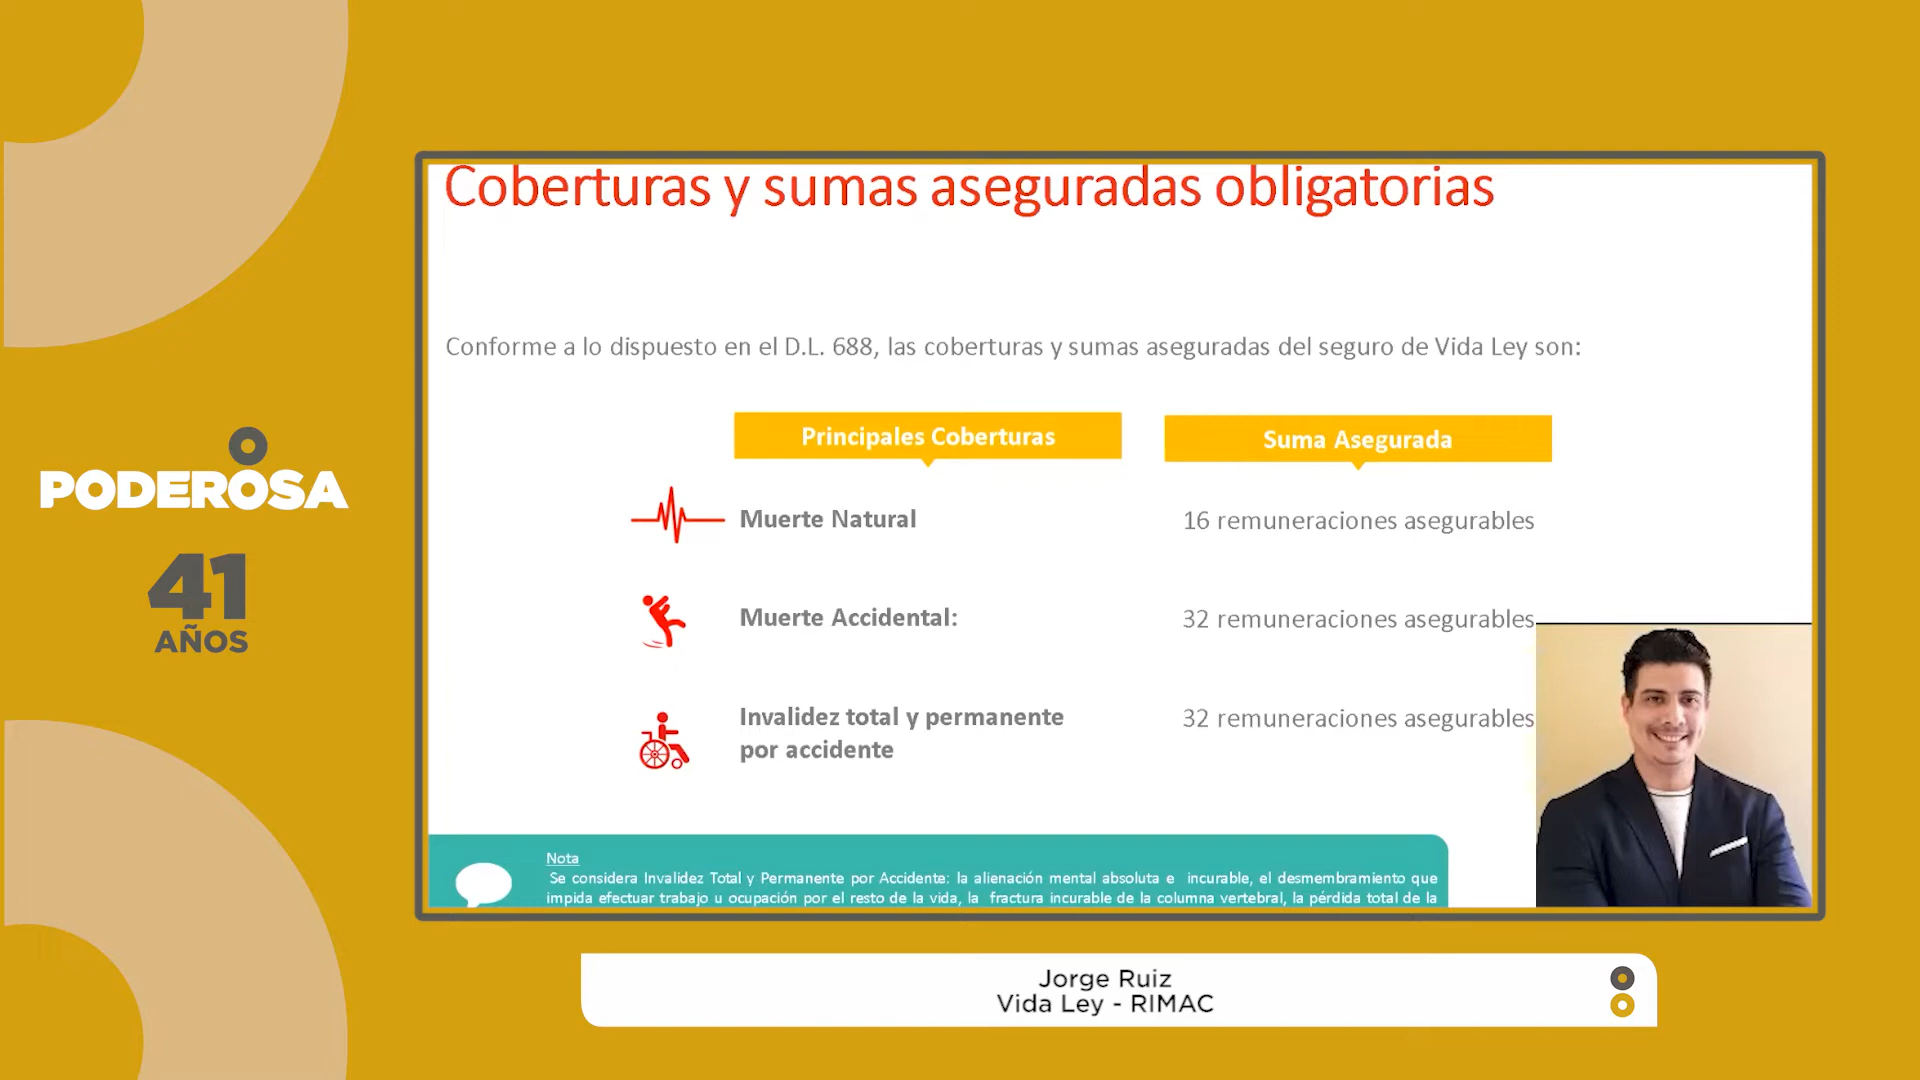 Coberturas y sumas aseguradas obligatorias
Conforme a lo dispuesto en el D.L. 688, las coberturas y sumas aseguradas del seguro de Vida Ley son:
Principales Coberturas
Suma Asegurada
Muerte Natural
16 remuneraciones asegurables
Muerte Accidental:
32 remuneraciones asegurables
Invalidez total y permanente
por accidente
32 remuneraciones asegurables
Nota
Se considera Invalidez Total y Permanente por Accidente: la alienación mental absoluta e incurable, el desmembramiento que
impida efectuar trabajo u ocupación por el resto de la vida, la fractura incurable de la columna vertebral, la pérdida total de la
PODEROSA
41
AÑOS
Jorge Ruiz
Vida Ley - RIMAC